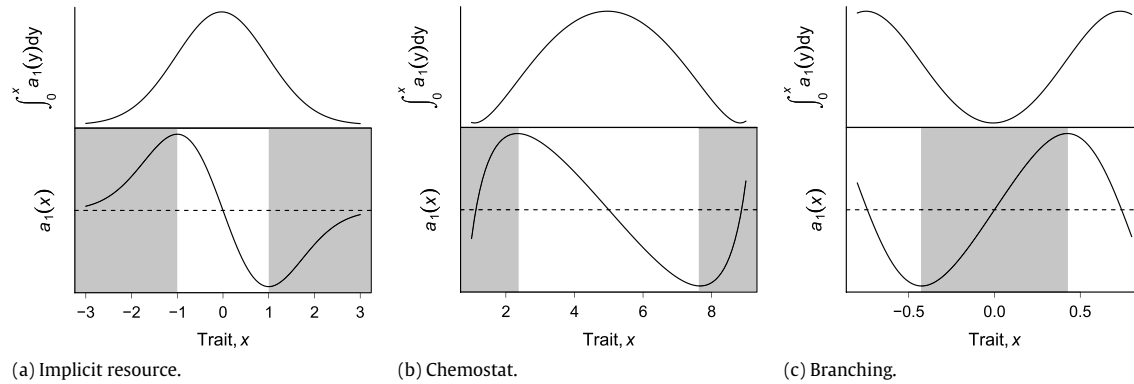 ∫₀ˣ a₁(y)dy
a₁(x)
−3 −2 −1 0 1 2 3
Trait, x
(a) Implicit resource.
∫₀ˣ a₁(y)dy
a₁(x)
2 4 6 8
Trait, x
(b) Chemostat.
∫₀ˣ a₁(y)dy
a₁(x)
−0.5 0.0 0.5
Trait, x
(c) Branching.